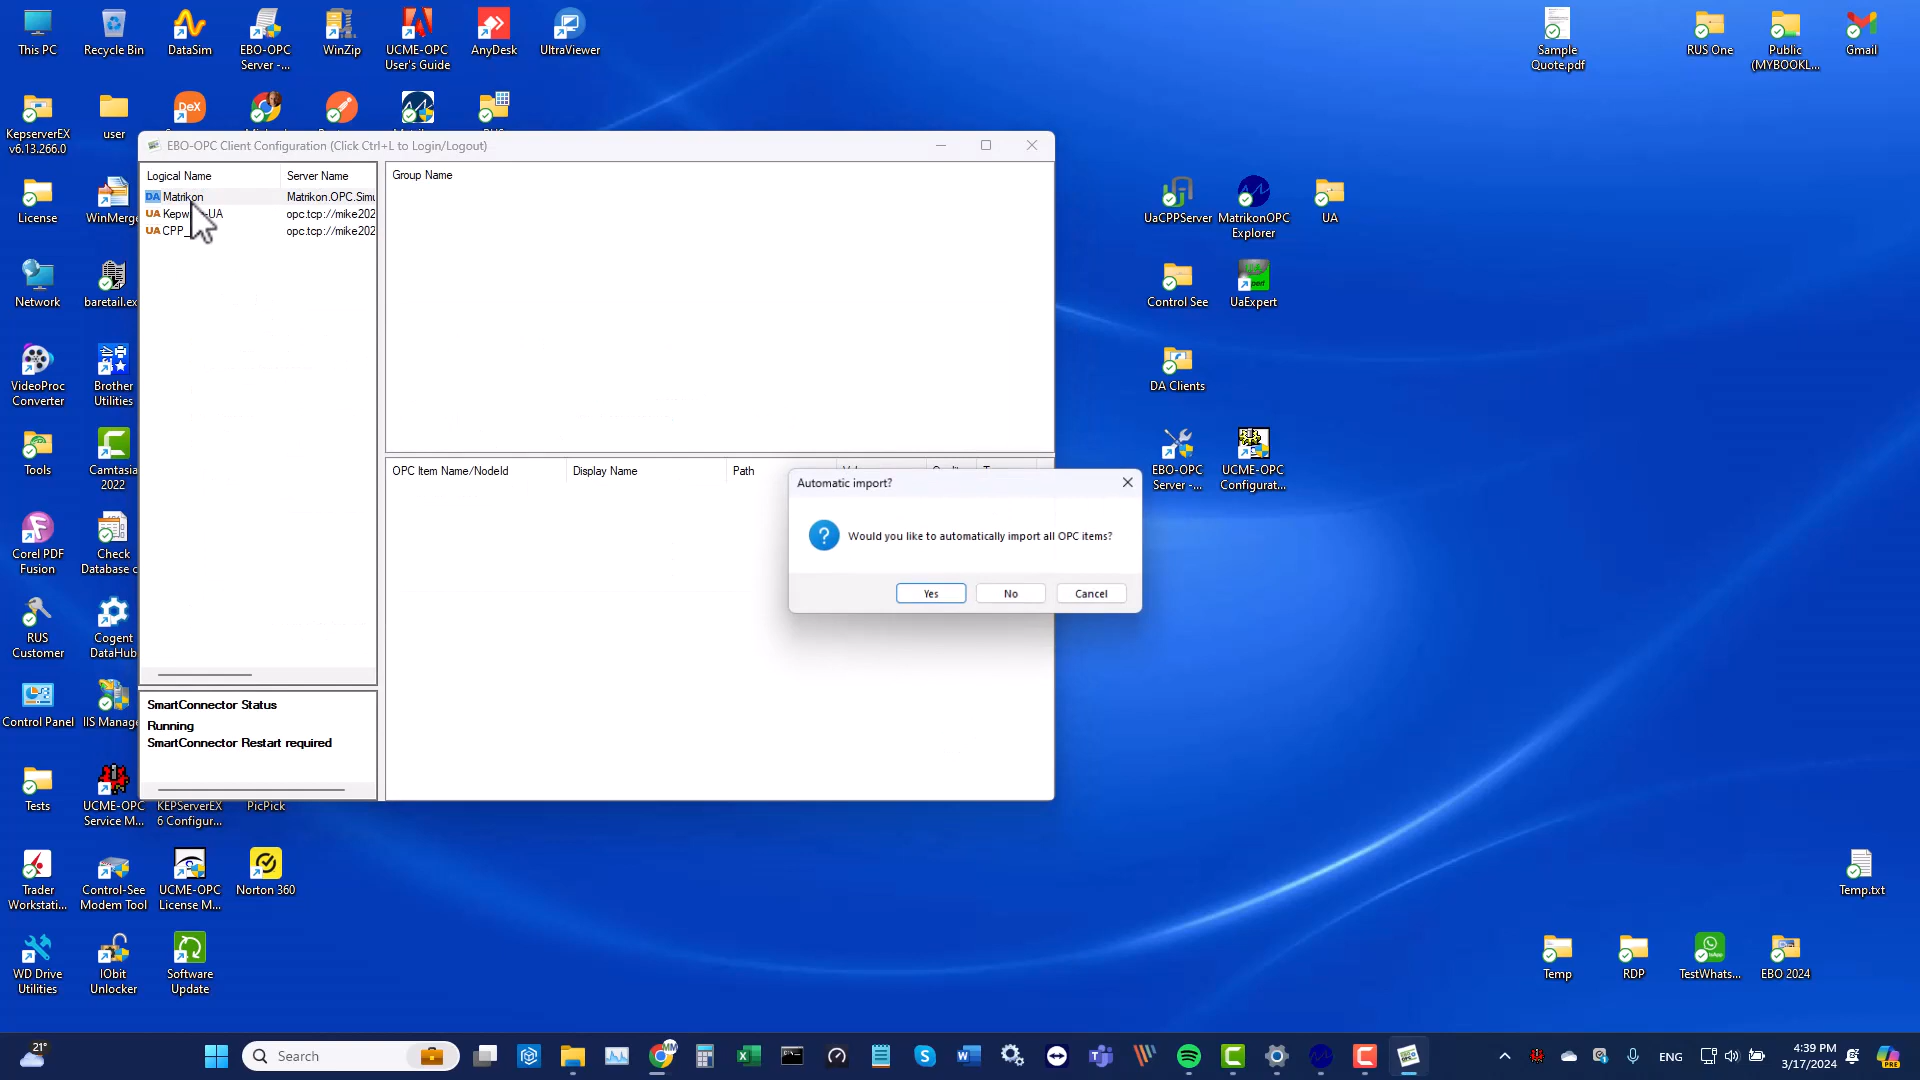 This PC
Recycle Bin
DataSim
EBO-OPC
Server -...
WinZip
UCME-OPC
User's Guide
AnyDesk
UltraViewer
Sample
Quote.pdf
RUS One
Public
(MYBOOKL...
Gmail
KepserverEX
v6.13.266.0
user
DeX
EBO-OPC Client Configuration (Click Ctrl+L to Login/Logout)
Logical Name
Server Name
Group Name
DA Matrikon
Matrikon.OPC.Simu
UA
opc.tcp://mike202
UA CPP_
opc.tcp://mike202
License
WinMerge
UaCPPServer
MatrikonOPC
Explorer
UA
Network
baretail.ex
Control See
UaExpert
VideoProc
Converter
Brother
Utilities
DA Clients
Tools
Camtasia
2022
OPC Item Name/NodeId
Display Name
Path
EBO-OPC
Server -...
UCME-OPC
Configurat...
Automatic import?
Would you like to automatically import all OPC items?
Yes
No
Cancel
Corel PDF
Fusion
Check
Database c
RUS
Customer
Cogent
DataHub
Control Panel
IIS Manage
SmartConnector Status
Running
SmartConnector Restart required
Tests
UCME-OPC
Service M...
KEPServerEX
6 Configur...
PicPick
Trader
Workstati...
Control-See
Modem Tool
UCME-OPC
License M...
Norton 360
Temp.txt
WD Drive
Utilities
IObit
Unlocker
Software
Update
Temp
RDP
TestWhats...
EBO 2024
21°
Search
MM
ENG
4:39 PM
3/17/2024
PRE